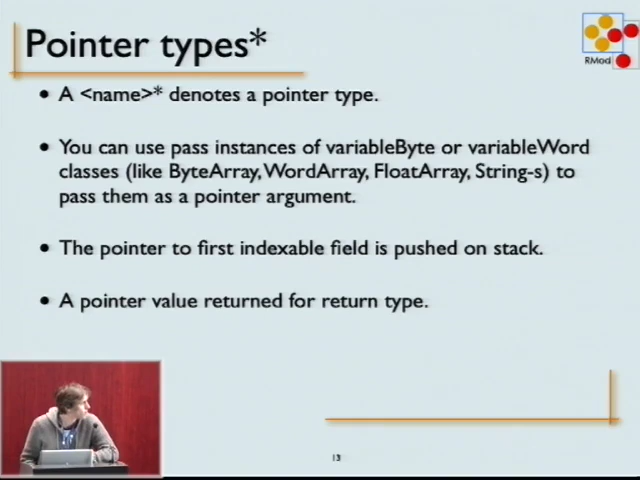 Pointer types*
RMod
• A <name>* denotes a pointer type.
• You can use pass instances of variableByte or variableWord
classes (like ByteArray, WordArray, FloatArray, String-s) to
pass them as a pointer argument.
• The pointer to first indexable field is pushed on stack.
• A pointer value returned for return type.
13